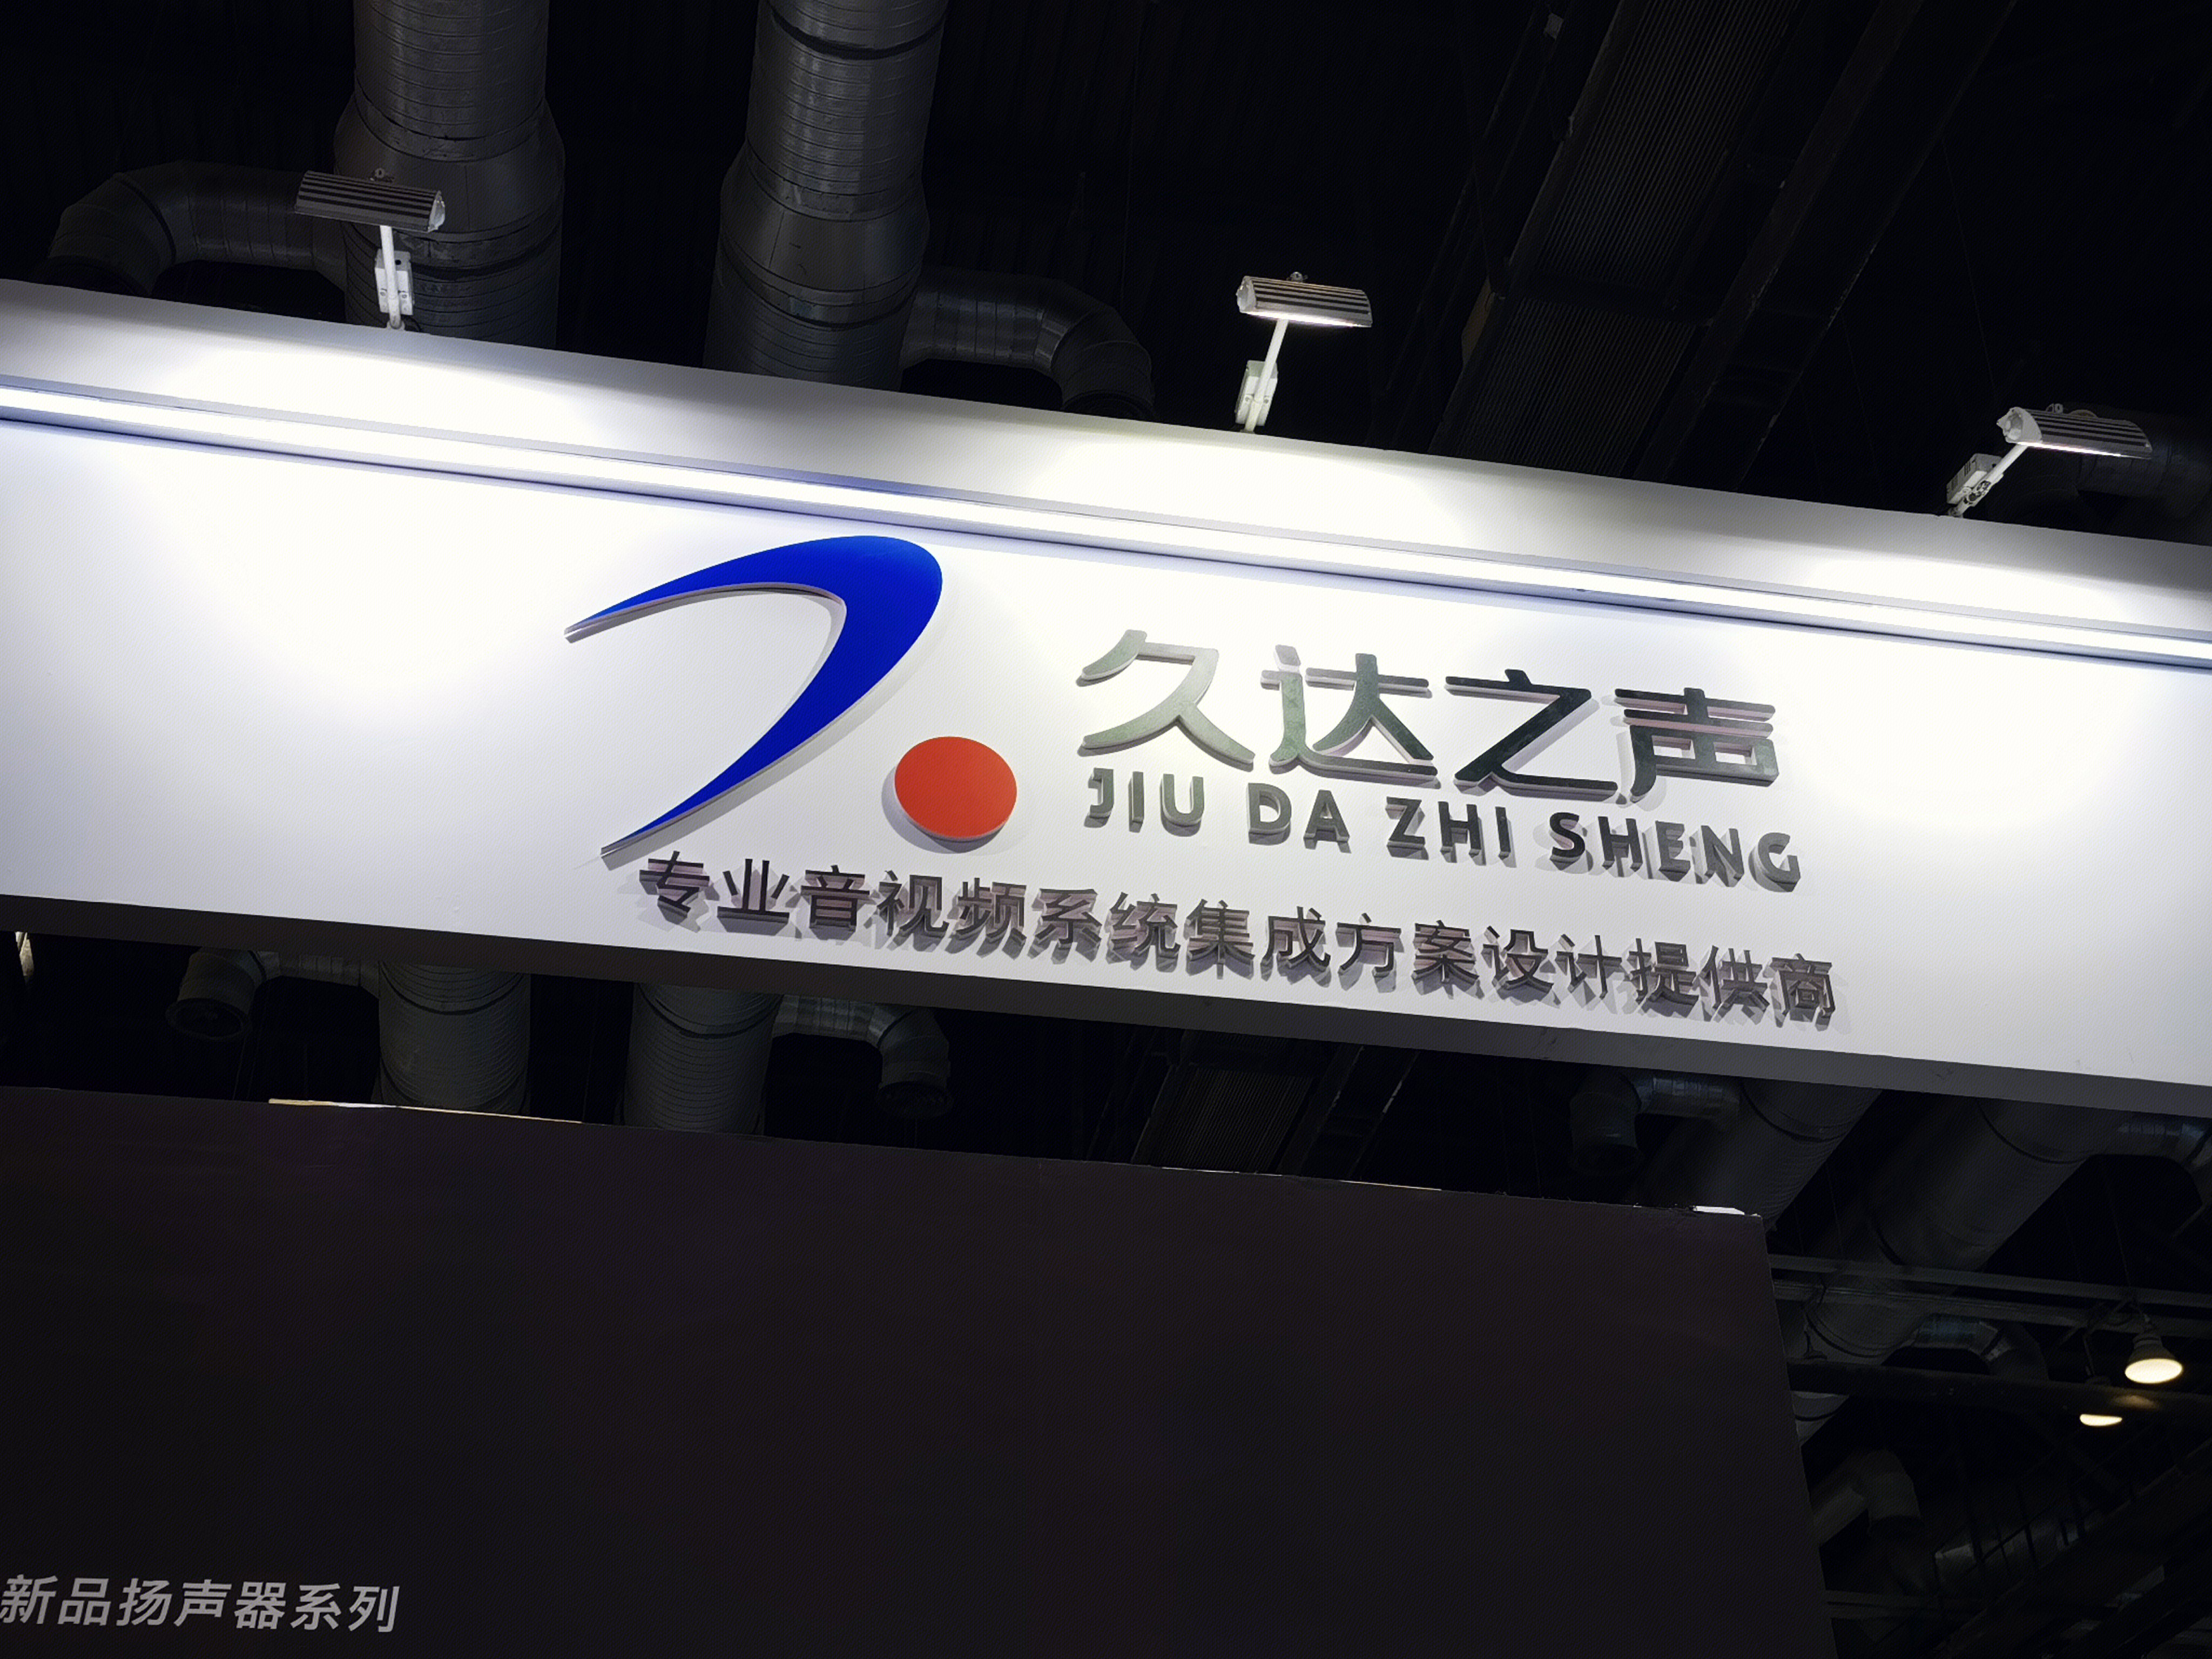 久达之声
JIU DA ZHI SHENG
专业音视频系统集成方案设计提供商
新品扬声器系列